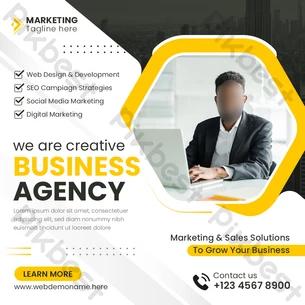 MARKETING
Tagline here
Web Design & Development
SEO Campiagn Strategies
Social Media Marketing
Digital Marketing
we are creative
BUSINESS
AGENCY
Lorem ipsum dolor sit amet, consectetuer
adipiscing elit, sed diam nonummy nibh
euismod tincidunt ut laoreet dolore
Marketing & Sales Solutions
To Grow Your Business
LEARN MORE
www.webdemoname.here
Contact us
+123 4567 8900
pikbest